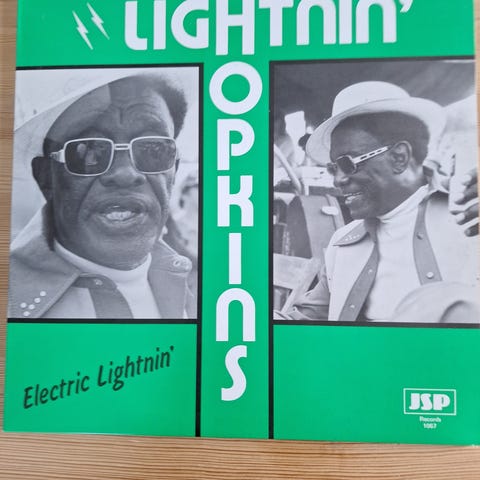 LIGHTNIN'
HOPKINS
Electric Lightnin'
JSP
Records
1067